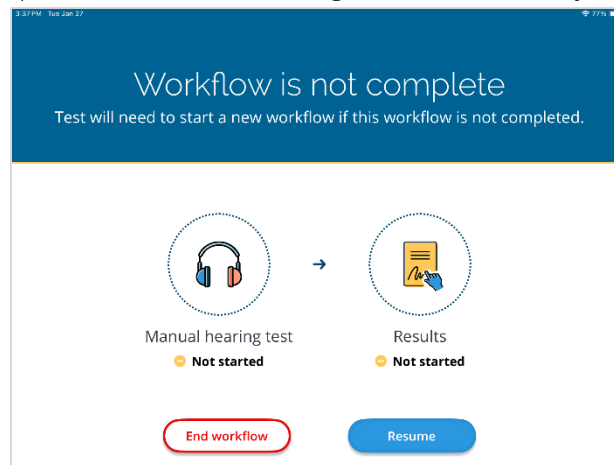 3:37 PM Tue Jan 27
77%
Workflow is not complete
Test will need to start a new workflow if this workflow is not completed.
Manual hearing test
Not started
Results
Not started
End workflow
Resume